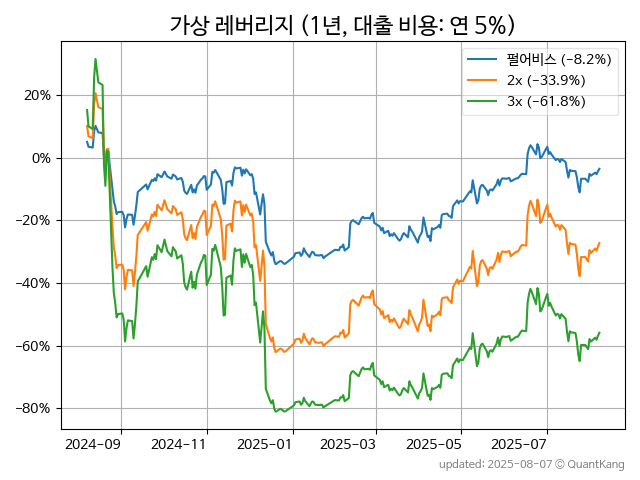 가상 레버리지 (1년, 대출 비용: 연 5%)
펄어비스 (−8.2%)
2x (−33.9%)
3x (−61.8%)
20%
0%
−20%
−40%
−60%
−80%
2024-09 2024-11 2025-01 2025-03 2025-05 2025-07
updated: 2025-08-07 © QuantKang